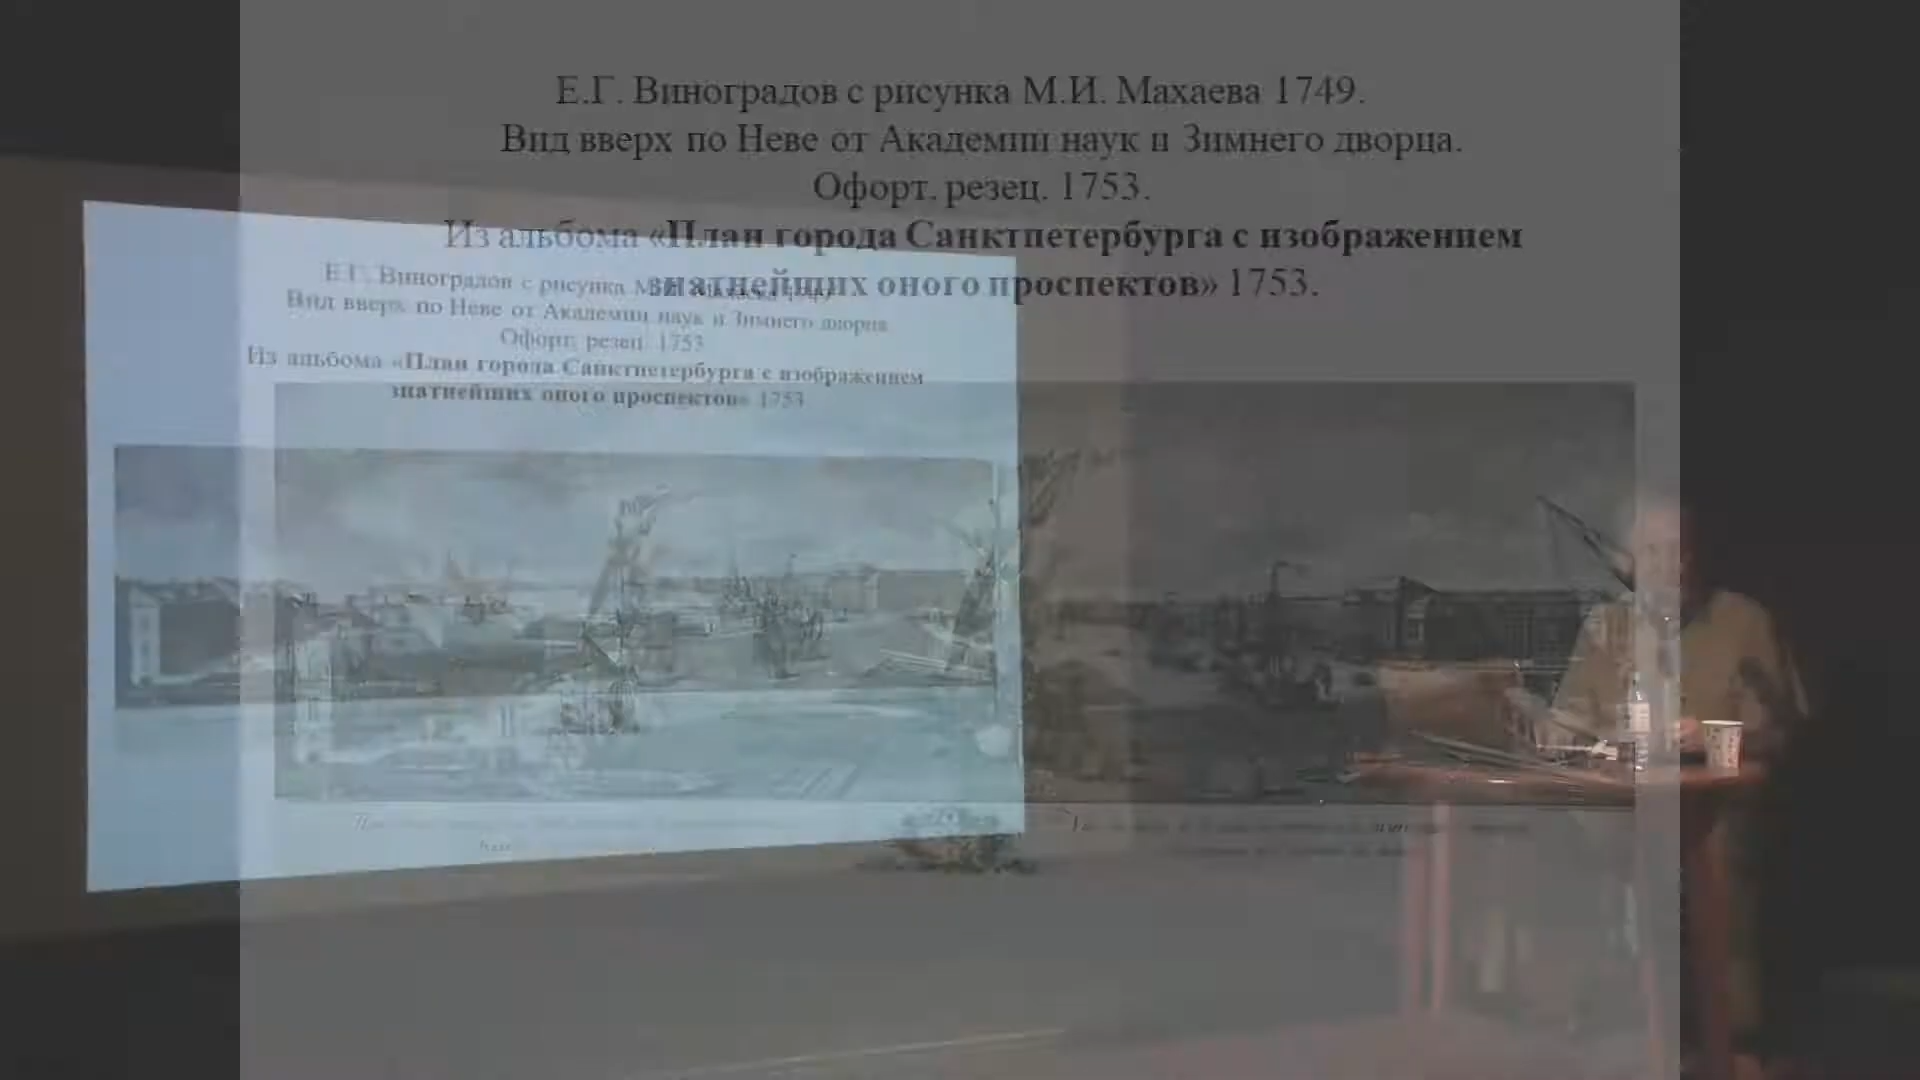 Е.Г. Виноградов с рисунка М.И. Махаева 1749.
Вид вверх по Неве от Академии наук и Зимнего дворца.
Офорт. резец. 1753.
Из альбома «План города Санктпетербурга с изображением
знатнейших оного проспектов» 1753.
Е.Г. Виноградов с рисунка М.И. Махаева 1749
Вид вверх по Неве от Академии наук и Зимнего дворца
Офорт, резец. 1753
Из альбома «План города Санктпетербурга с изображением
знатнейших оного проспектов» 1753